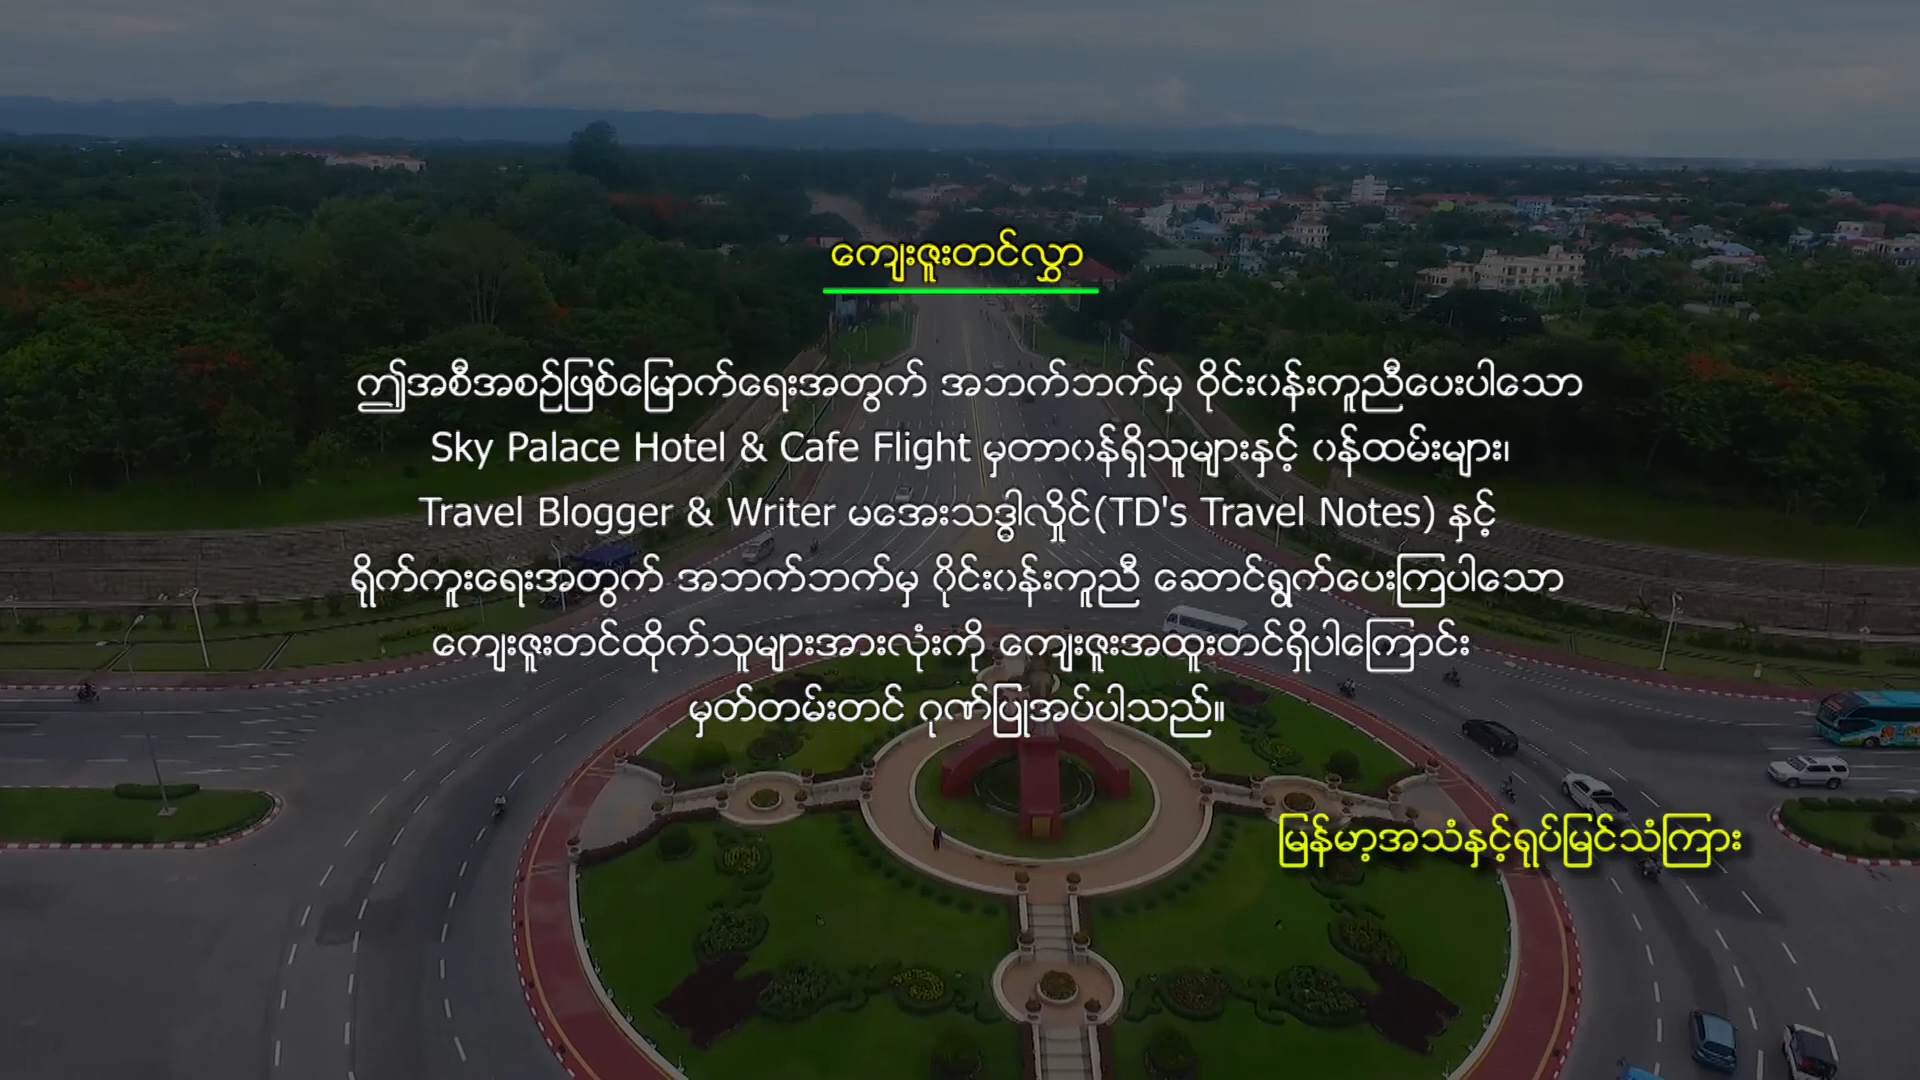 ကျေးဇူးတင်လွှာ
ဤအစီအစဉ်ဖြစ်မြောက်ရေးအတွက် အဘက်ဘက်မှ ဝိုင်းဝန်းကူညီပေးပါသော
Sky Palace Hotel & Cafe Flight မှတာဝန်ရှိသူများနှင့် ဝန်ထမ်းများ၊
Travel Blogger & Writer မအေးသဒ္ဓါလှိုင်(TD's Travel Notes) နှင့်
ရိုက်ကူးရေးအတွက် အဘက်ဘက်မှ ဝိုင်းဝန်းကူညီ ဆောင်ရွက်ပေးကြပါသော
ကျေးဇူးတင်ထိုက်သူများအားလုံးကို ကျေးဇူးအထူးတင်ရှိပါကြောင်း
မှတ်တမ်းတင် ဂုဏ်ပြုအပ်ပါသည်။
မြန်မာ့အသံနှင့်ရုပ်မြင်သံကြား